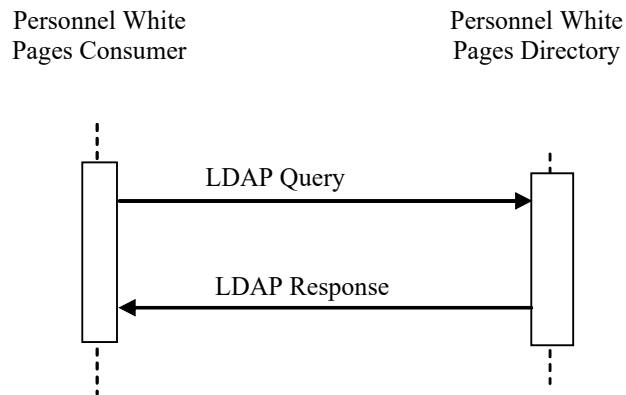 Personnel White
Pages Consumer
Personnel White
Pages Directory
LDAP Query
LDAP Response